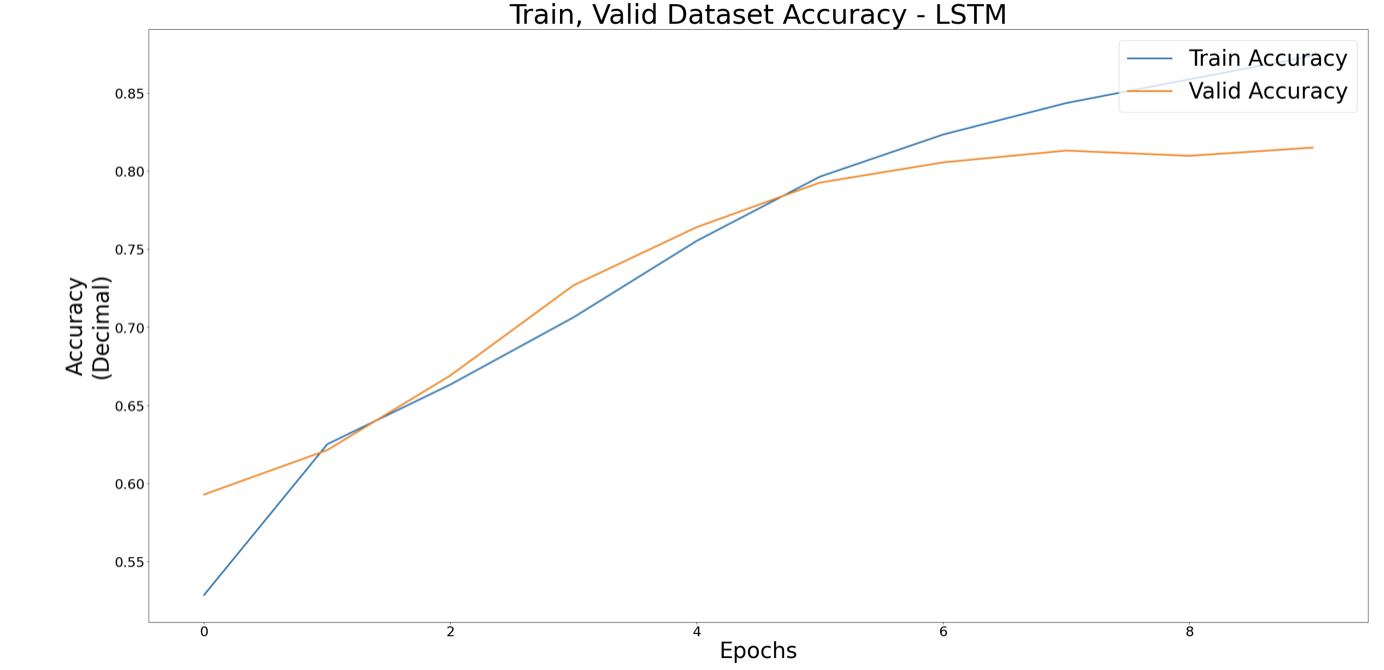 Train, Valid Dataset Accuracy - LSTM
Train Accuracy
Valid Accuracy
0.85
0.80
0.75
0.70
0.65
0.60
0.55
Accuracy
(Decimal)
0 2 4 6 8
Epochs